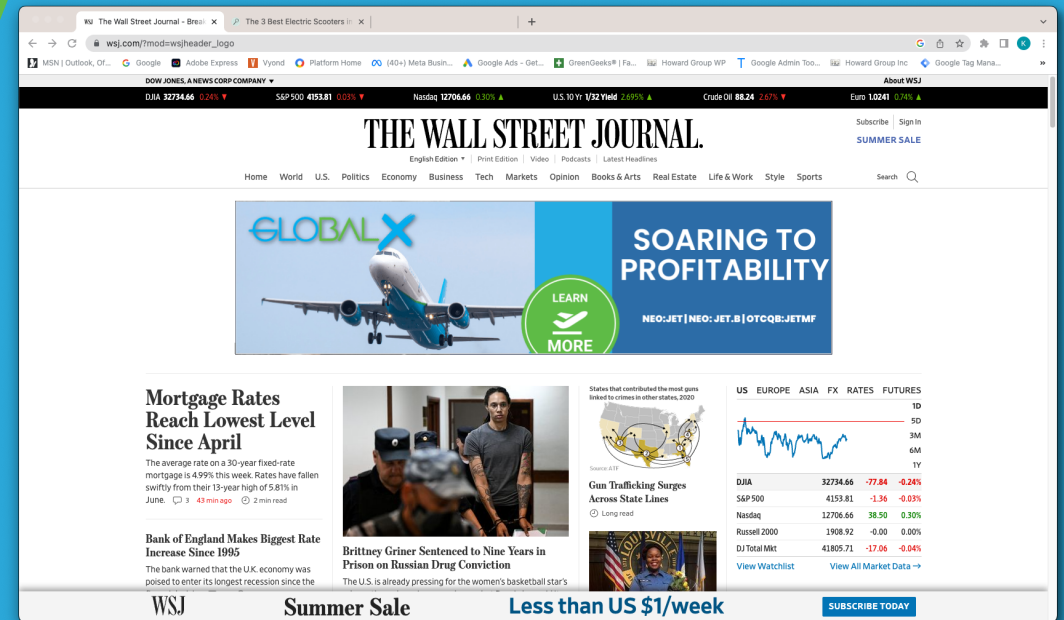 WSJ The Wall Street Journal - Break
The 3 Best Electric Scooters in
wsj.com/?mod=wsjheader_logo
K
MSN | Outlook, Of...
Google
Adobe Express
Vyond
Platform Home
(40+) Meta Busin...
Google Ads - Get...
GreenGeeks® | Fa...
Howard Group WP
Google Admin Too...
Howard Group Inc
Google Tag Mana...
DOW JONES, A NEWS CORP COMPANY
About WSJ
DJIA 32734.66 0.24% ▼
S&P 500 4153.81 0.03% ▼
Nasdaq 12706.66 0.30% ▲
U.S. 10 Yr 1/32 Yield 2.695% ▲
Crude Oil 88.24 2.67% ▼
Euro 1.0241 0.74% ▲
THE WALL STREET JOURNAL.
Subscribe | Sign In
SUMMER SALE
English Edition ▼ | Print Edition | Video | Podcasts | Latest Headlines
Home World U.S. Politics Economy Business Tech Markets Opinion Books & Arts Real Estate Life & Work Style Sports
Search
GLOBAL X
SOARING TO
PROFITABILITY
LEARN
MORE
NEO:JET | NEO: JET.B | OTCQB:JETMF
Mortgage Rates
Reach Lowest Level
Since April
The average rate on a 30-year fixed-rate
mortgage is 4.99% this week. Rates have fallen
swiftly from their 13-year high of 5.81% in
June. 3 43 min ago 2 min read
Bank of England Makes Biggest Rate
Increase Since 1995
The bank warned that the U.K. economy was
poised to enter its longest recession since the
Brittney Griner Sentenced to Nine Years in
Prison on Russian Drug Conviction
The U.S. is already pressing for the women's basketball star's
States that contributed the most guns
linked to crimes in other states, 2020
Source: ATF
Gun Trafficking Surges
Across State Lines
Long read
LOUISVILLE
US EUROPE ASIA FX RATES FUTURES
1D
5D
3M
6M
1Y
DJIA 32734.66 -77.84 -0.24%
S&P 500 4153.81 -1.36 -0.03%
Nasdaq 12706.66 38.50 0.30%
Russell 2000 1908.92 -0.00 0.00%
DJ Total Mkt 41805.71 -17.06 -0.04%
View Watchlist
View All Market Data →
WSJ
Summer Sale
Less than US $1/week
SUBSCRIBE TODAY